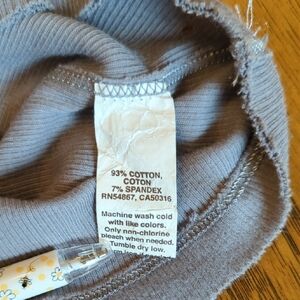 93% COTTON,
COTON
7% SPANDEX
RN54867, CA50316
Machine wash cold
with like colors.
Only non-chlorine
bleach when needed.
Tumble dry low.